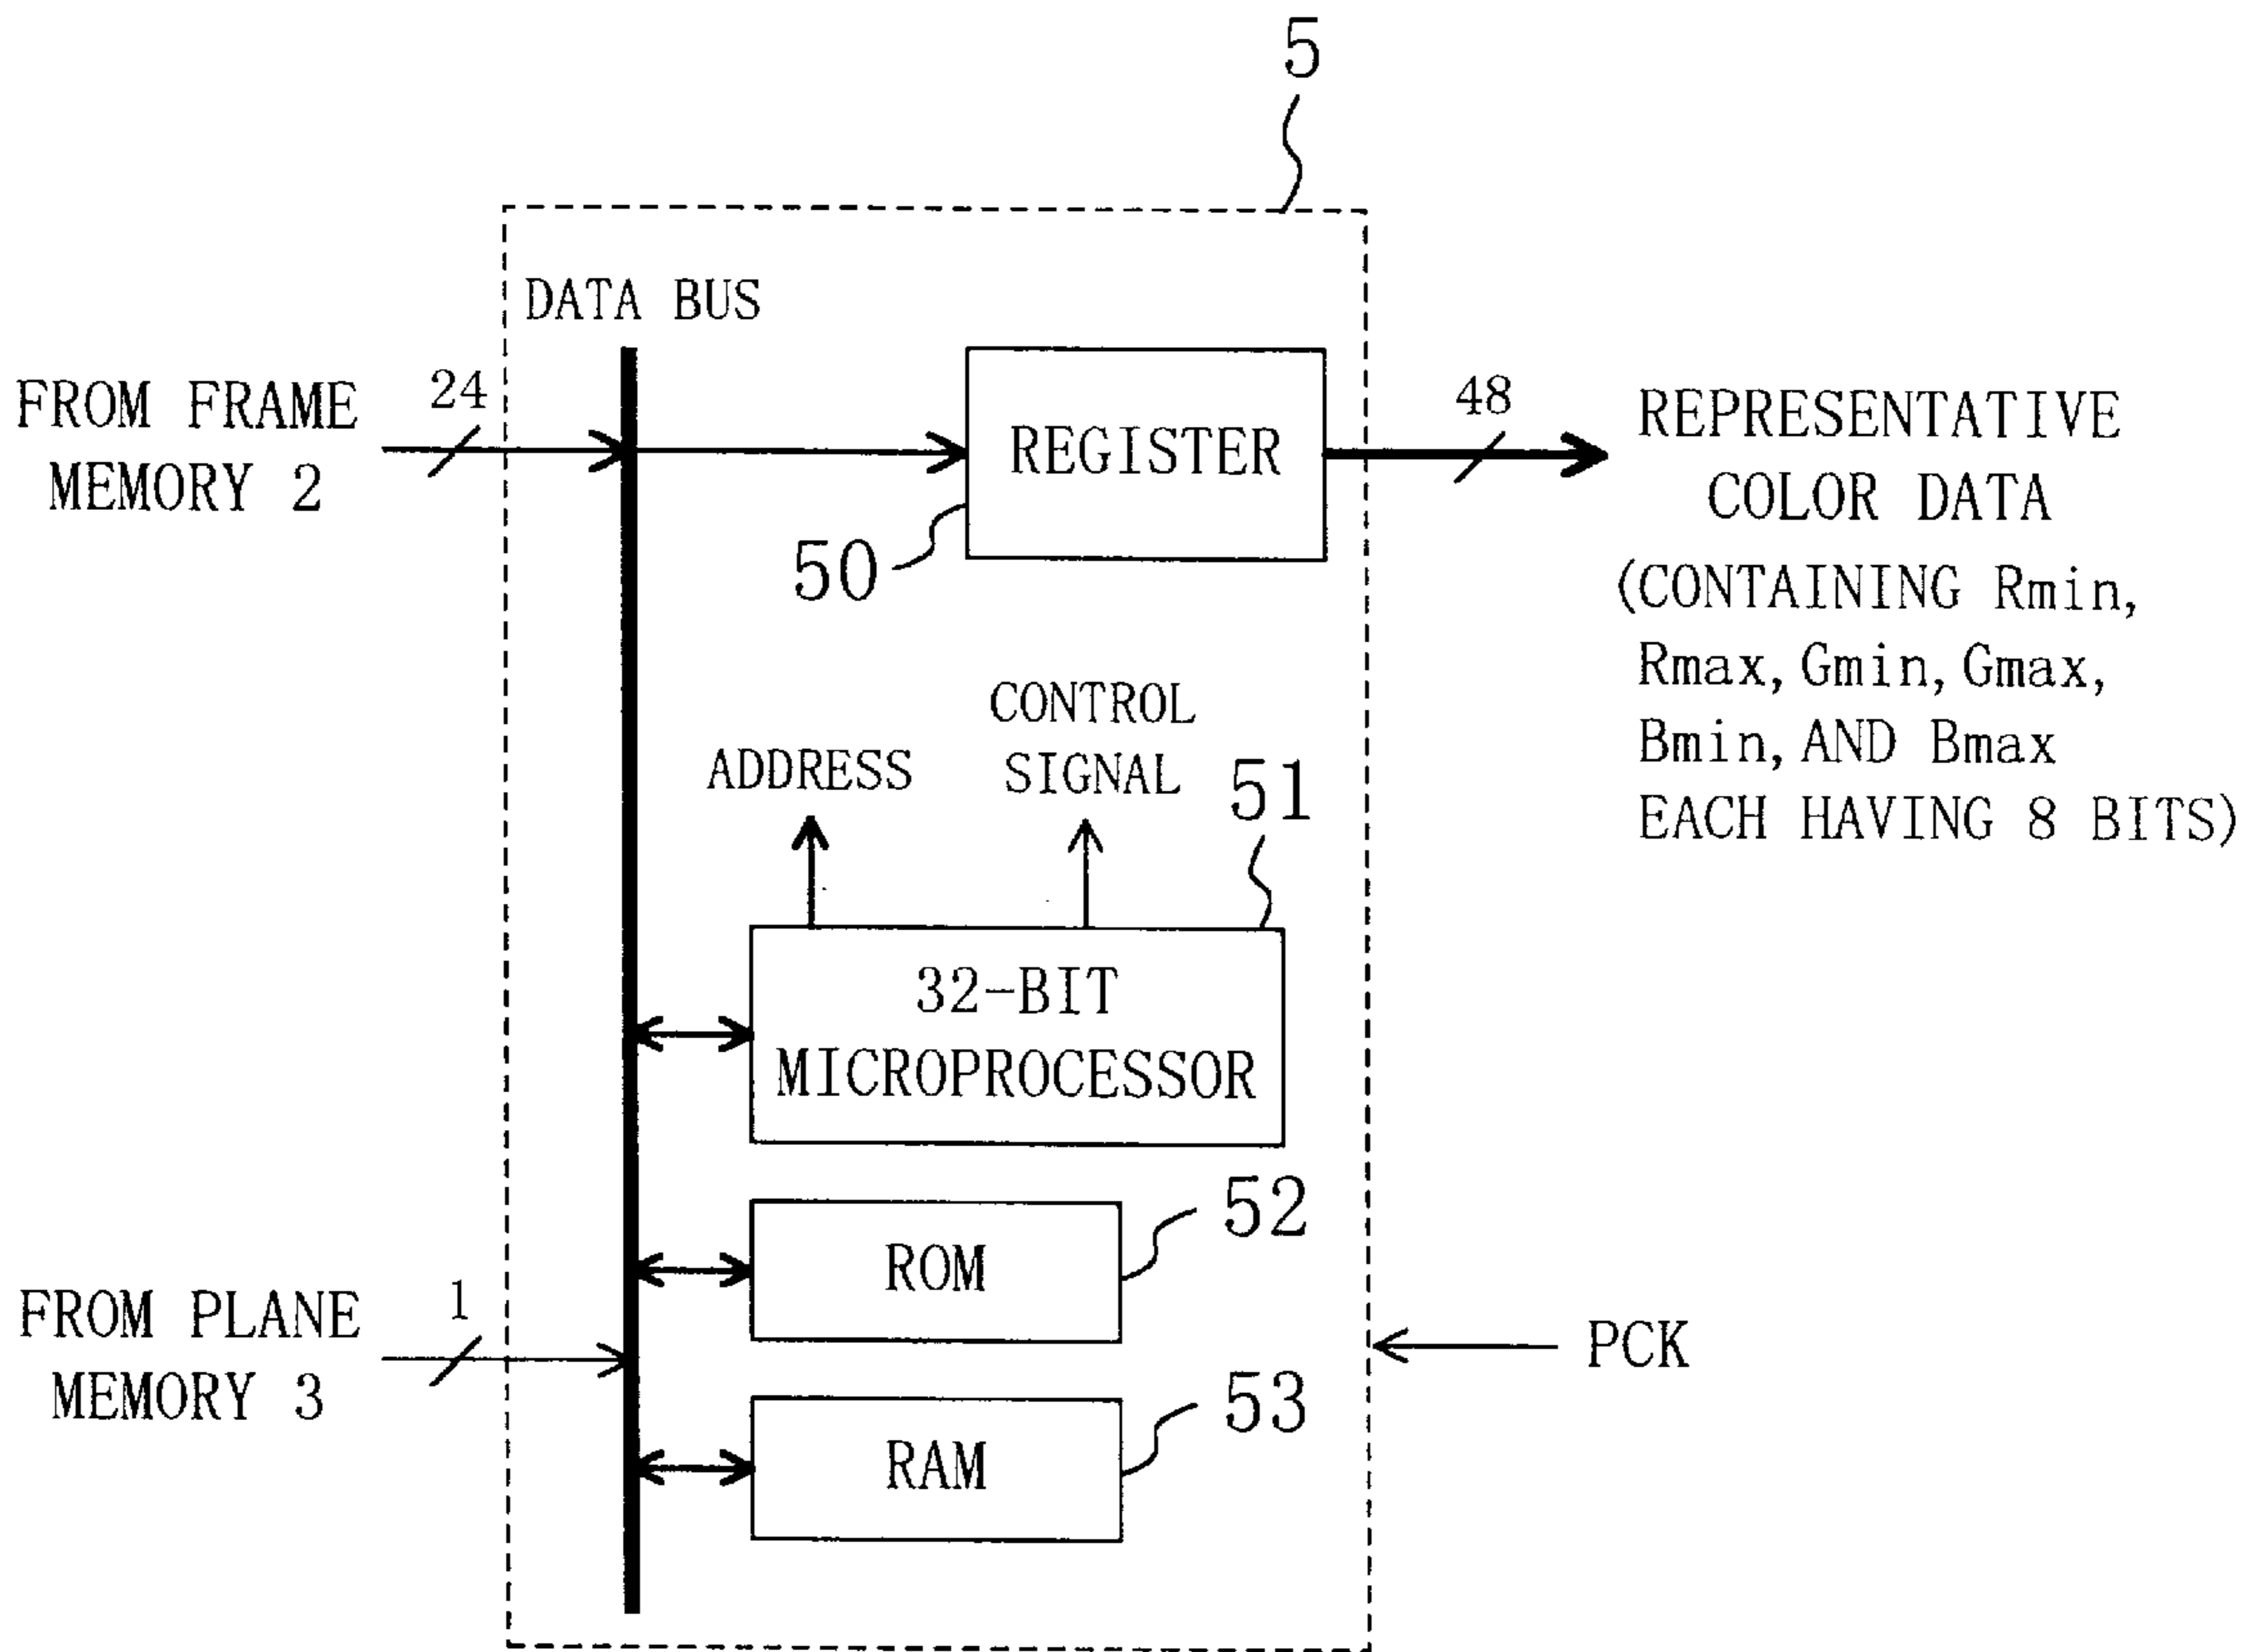 5
DATA BUS
FROM FRAME
MEMORY 2
24
REGISTER
50
48
REPRESENTATIVE
COLOR DATA
(CONTAINING Rmin,
Rmax, Gmin, Gmax,
Bmin, AND Bmax
EACH HAVING 8 BITS)
ADDRESS
CONTROL
SIGNAL
51
32-BIT
MICROPROCESSOR
52
ROM
FROM PLANE
MEMORY 3
1
PCK
53
RAM